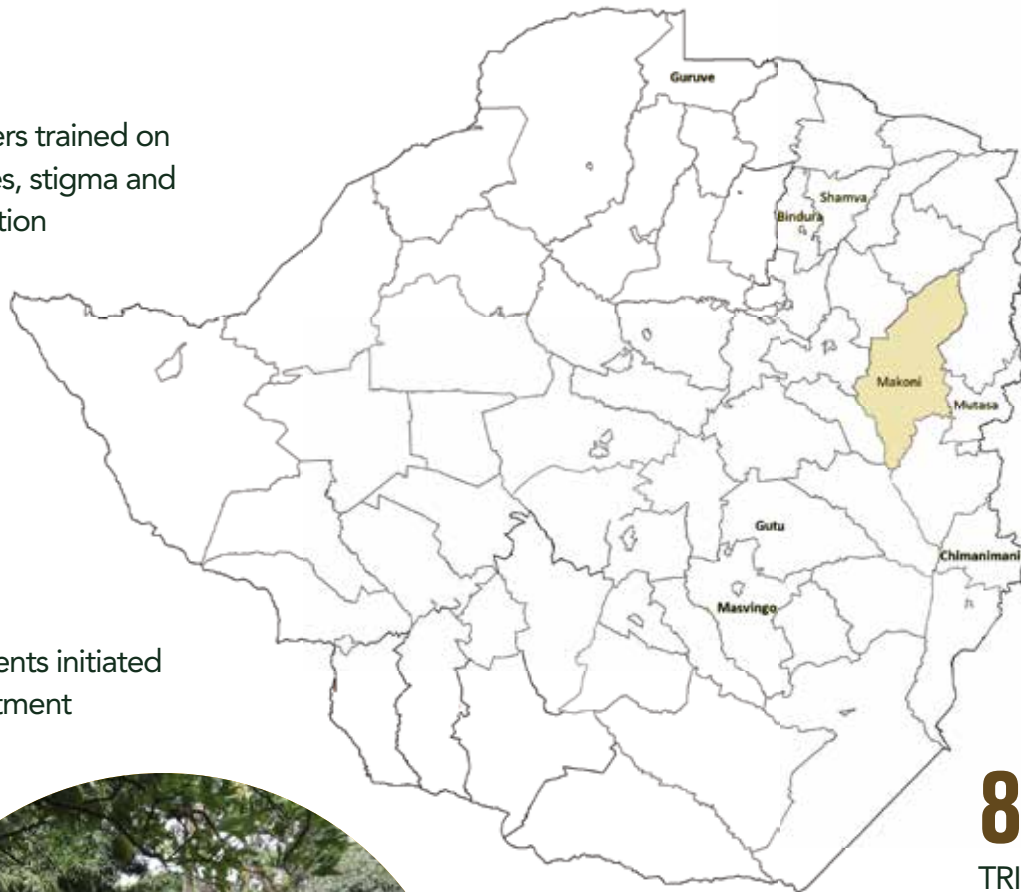 Guruve
ers trained on
es, stigma and
tion
Shamva
Bindura
Makoni
Mutasa
Gutu
Chimanimani
Masvingo
ents initiated
tment
8
TRI